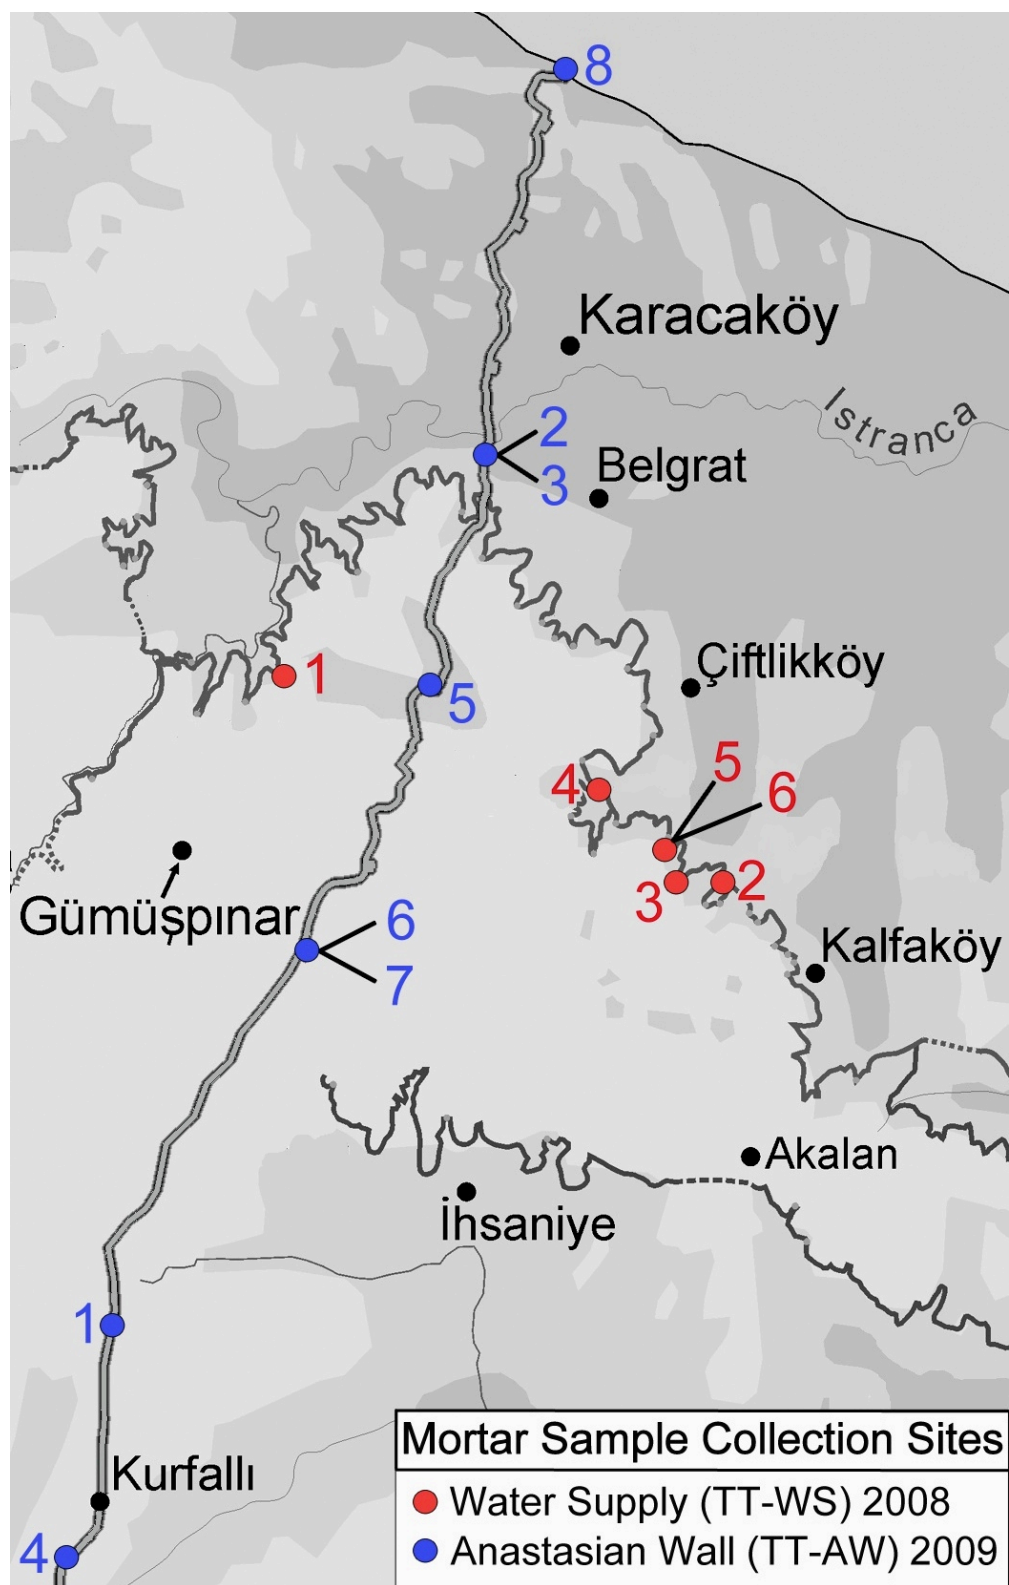 8
Karacaköy
Istranca
2
3
Belgrat
1
5
Çiftlikköy
4
5
6
3
2
Gümüşpınar
6
7
Kalfaköy
Akalan
İhsaniye
1
Kurfallı
4
Mortar Sample Collection Sites
Water Supply (TT-WS) 2008
Anastasian Wall (TT-AW) 2009